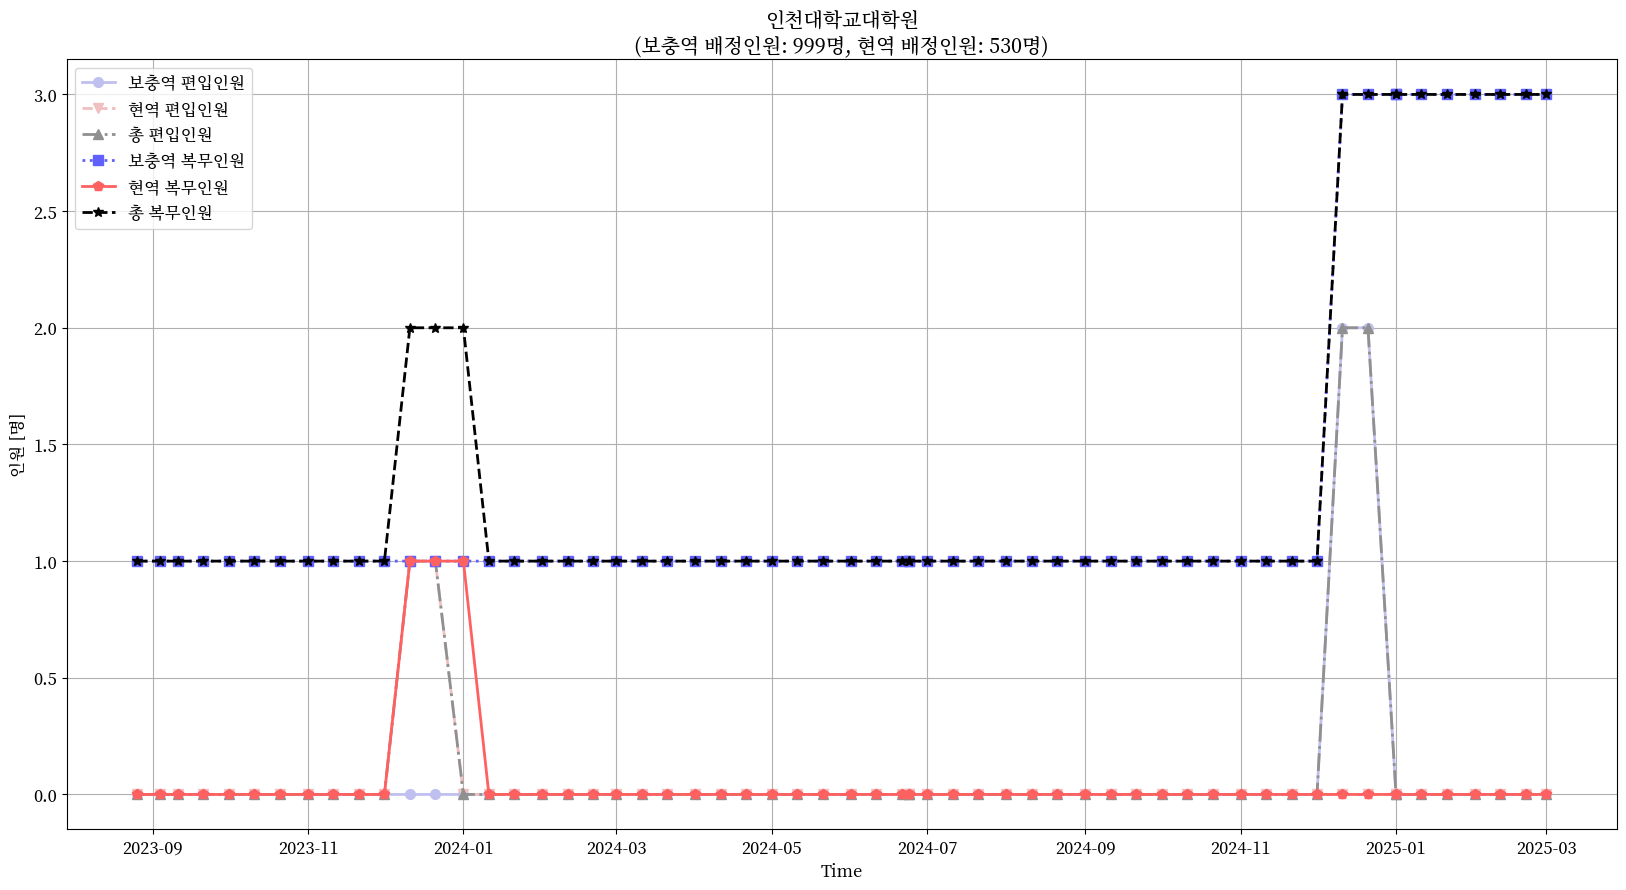 인천대학교대학원
(보충역 배정인원: 999명, 현역 배정인원: 530명)
보충역 편입인원
현역 편입인원
총 편입인원
보충역 복무인원
현역 복무인원
총 복무인원
3.0
2.5
2.0
1.5
1.0
0.5
0.0
인원 [명]
2023-09 2023-11 2024-01 2024-03 2024-05 2024-07 2024-09 2024-11 2025-01 2025-03
Time